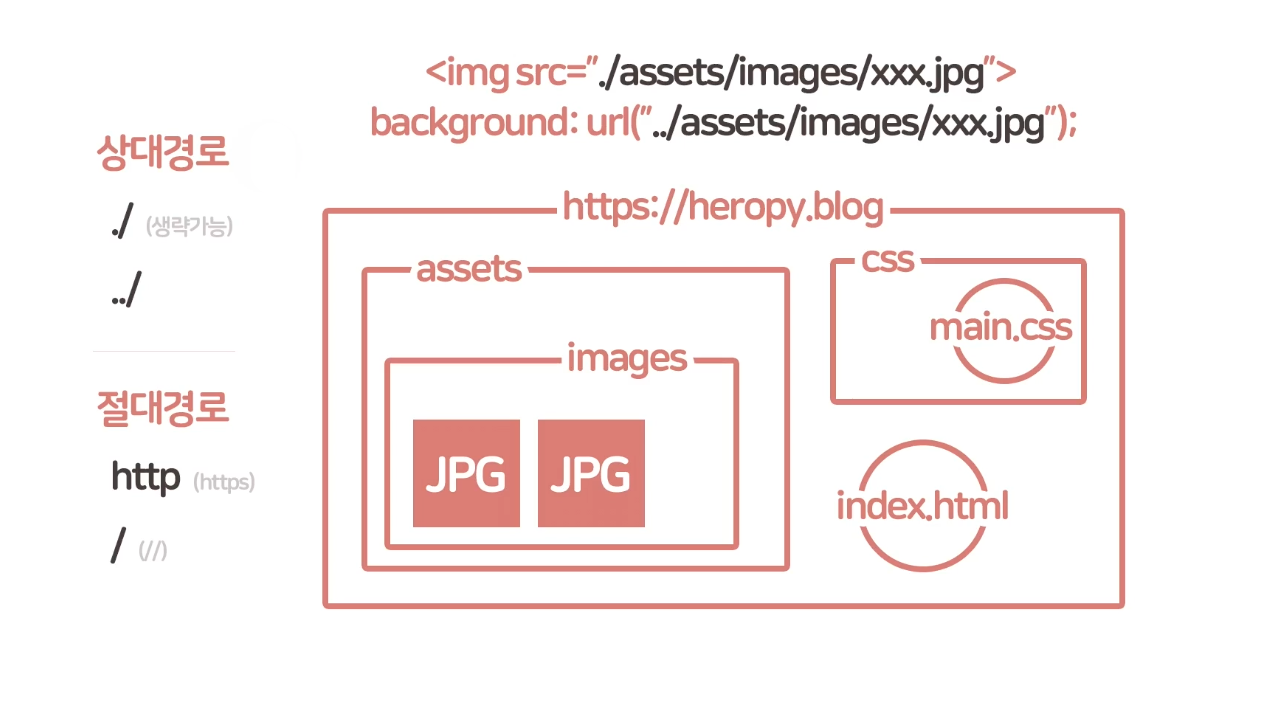 <img src="./assets/images/xxx.jpg">
background: url("../assets/images/xxx.jpg");
상대경로
./ (생략가능)
../
절대경로
http (https)
/ (//)
https://heropy.blog
assets
images
JPG JPG
css
main.css
index.html